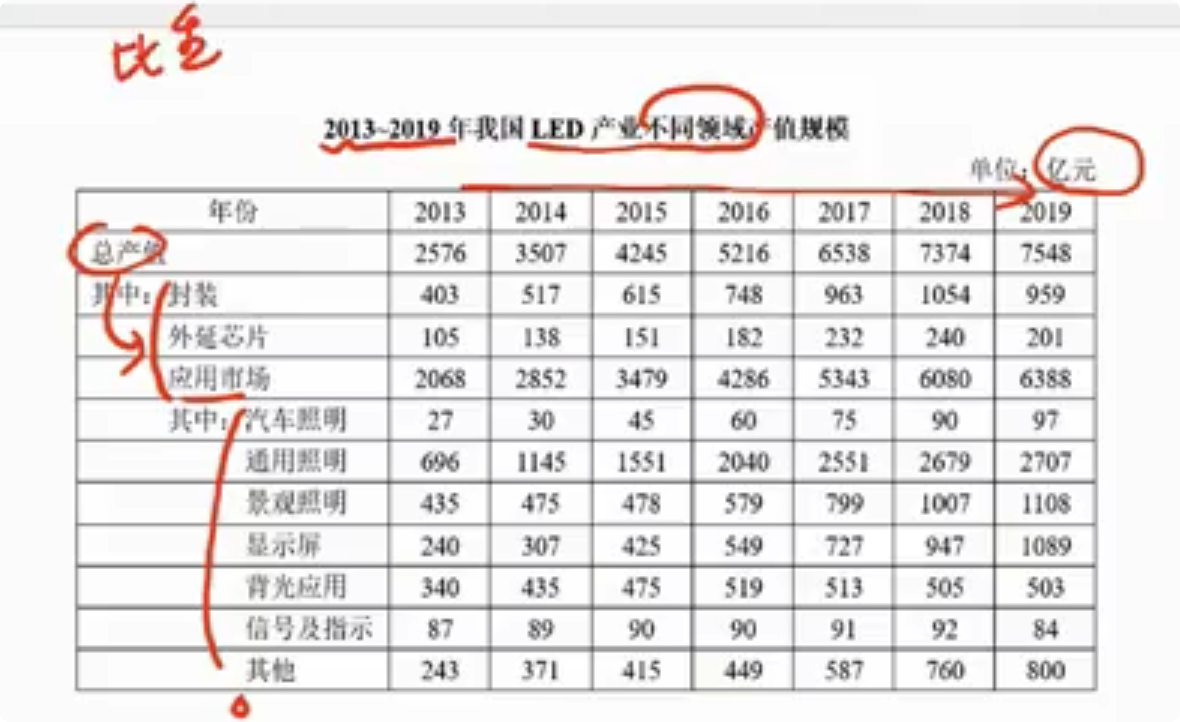 比重
2013~2019 年我国 LED 产业不同领域产值规模
单位：亿元
年份 2013 2014 2015 2016 2017 2018 2019
总产值 2576 3507 4245 5216 6538 7374 7548
其中：封装 403 517 615 748 963 1054 959
外延芯片 105 138 151 182 232 240 201
应用市场 2068 2852 3479 4286 5343 6080 6388
其中：汽车照明 27 30 45 60 75 90 97
通用照明 696 1145 1551 2040 2551 2679 2707
景观照明 435 475 478 579 799 1007 1108
显示屏 240 307 425 549 727 947 1089
背光应用 340 435 475 519 513 505 503
信号及指示 87 89 90 90 91 92 84
其他 243 371 415 449 587 760 800